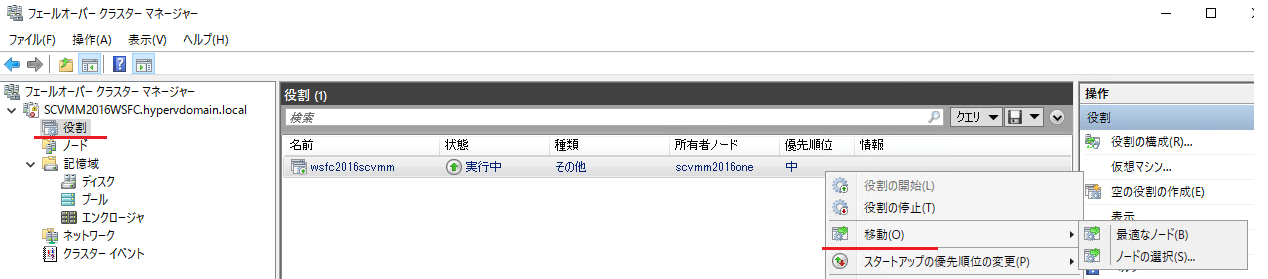 フェールオーバー クラスター マネージャー
ファイル(F) 操作(A) 表示(V) ヘルプ(H)
フェールオーバー クラスター マネージャー
SCVMM2016WSFC.hypervdomain.local
役割
ノード
記憶域
ディスク
プール
エンクロージャ
ネットワーク
クラスター イベント
役割 (1)
検索
クエリ
名前 状態 種類 所有者ノード 優先順位 情報
wsfc2016scvmm 実行中 その他 scvmm2016one 中
役割の開始(L)
役割の停止(T)
移動(O)
スタートアップの優先順位の変更(P)
最適なノード(B)
ノードの選択(S)...
操作
役割
役割の構成(R)...
仮想マシン...
空の役割の作成(E)
表示